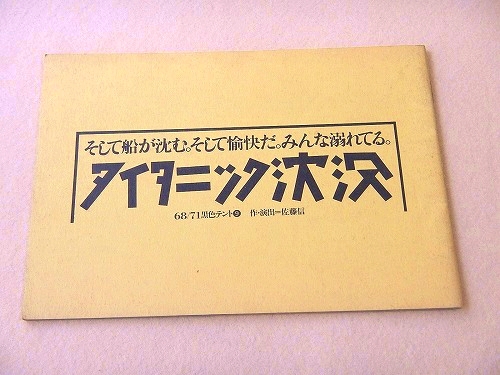 そして船が沈む。そして愉快だ。みんな溺れてる。
タイタニック沈没
68/71黒色テント❾ 作・演出=佐藤信